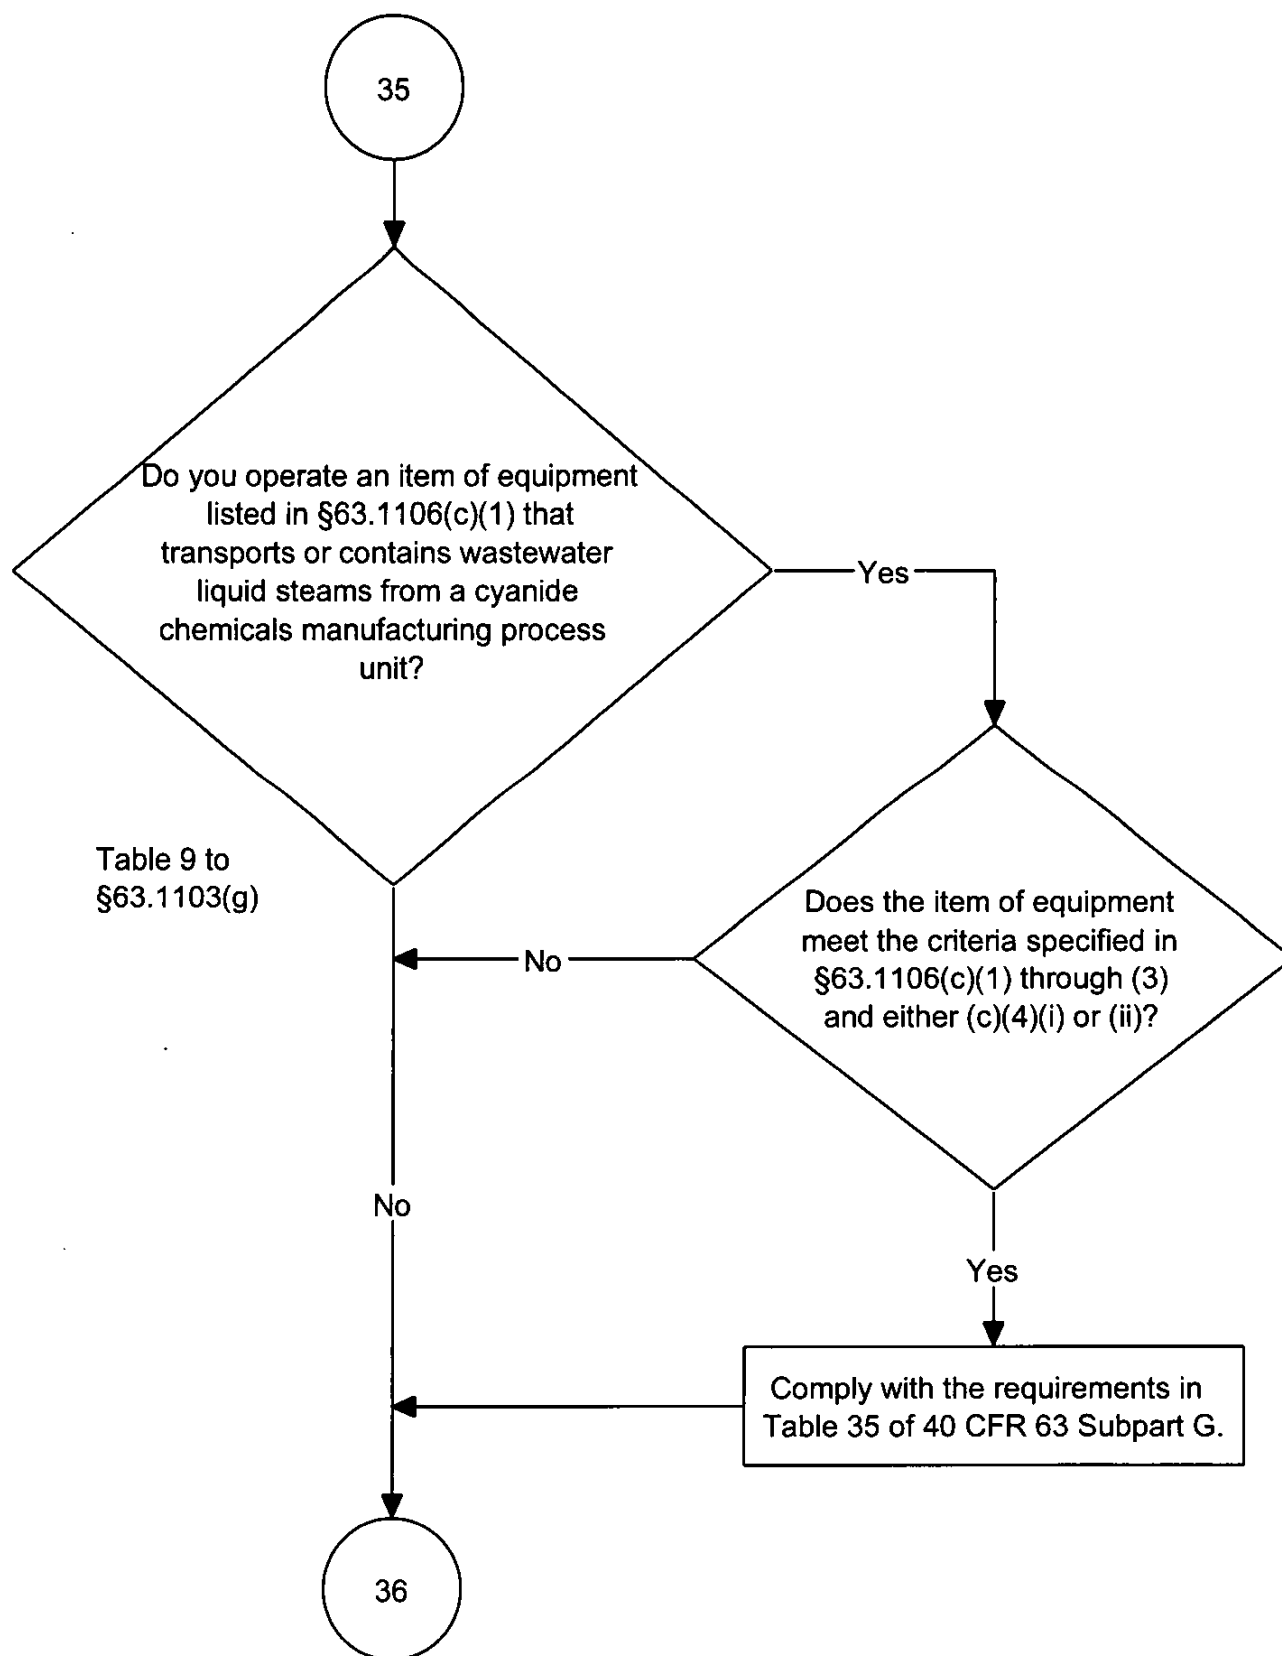 35
Do you operate an item of equipment
listed in §63.1106(c)(1) that
transports or contains wastewater
liquid steams from a cyanide
chemicals manufacturing process
unit?
Yes
Table 9 to
§63.1103(g)
Does the item of equipment
meet the criteria specified in
§63.1106(c)(1) through (3)
and either (c)(4)(i) or (ii)?
No
No
Yes
Comply with the requirements in
Table 35 of 40 CFR 63 Subpart G.
36